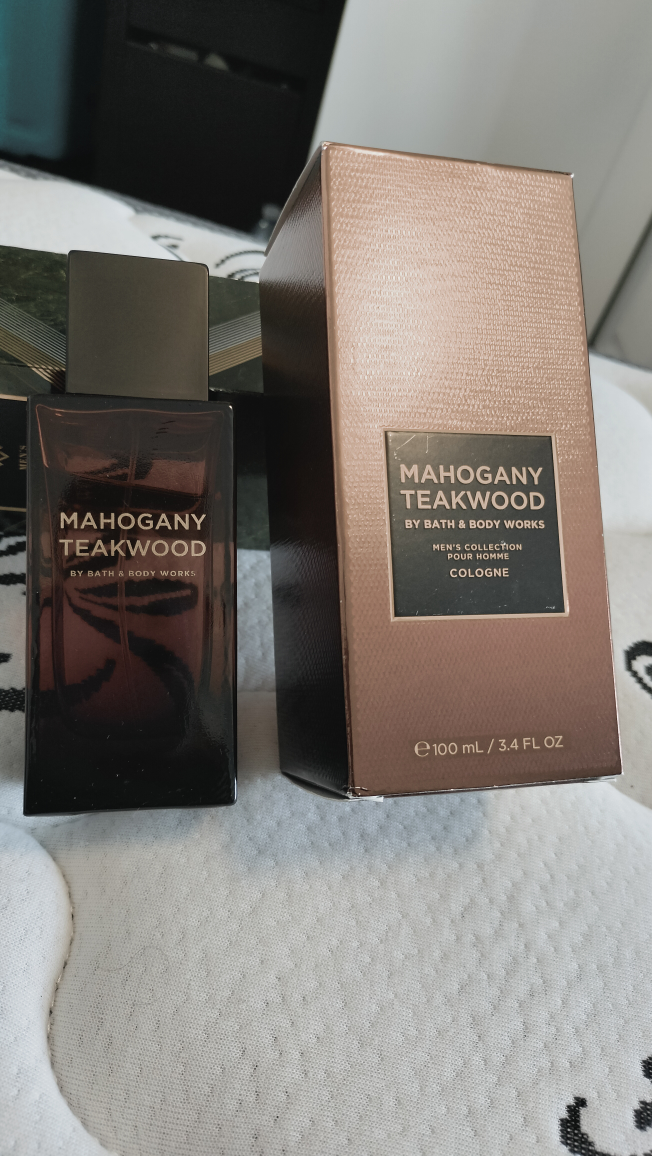 MAHOGANY
TEAKWOOD
BY BATH & BODY WORKS
MAHOGANY
TEAKWOOD
BY BATH & BODY WORKS
MEN'S COLLECTION
POUR HOMME
COLOGNE
℮100 mL / 3.4 FL OZ
MEN'S